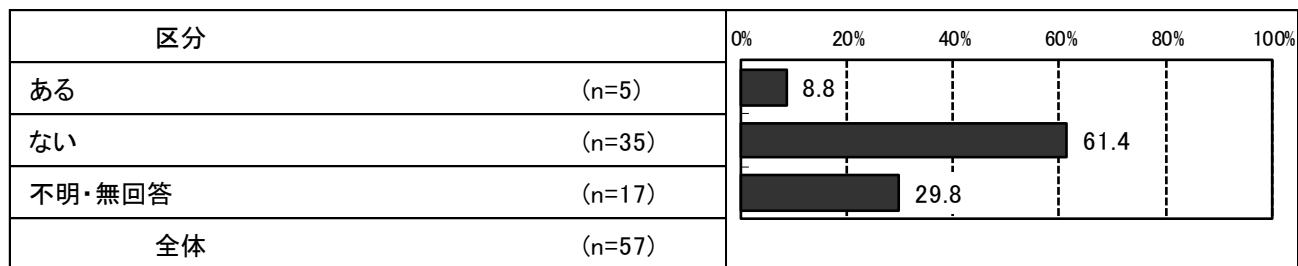 区分 0% 20% 40% 60% 80% 100%
ある (n=5) 8.8
ない (n=35) 61.4
不明・無回答 (n=17) 29.8
全体 (n=57)